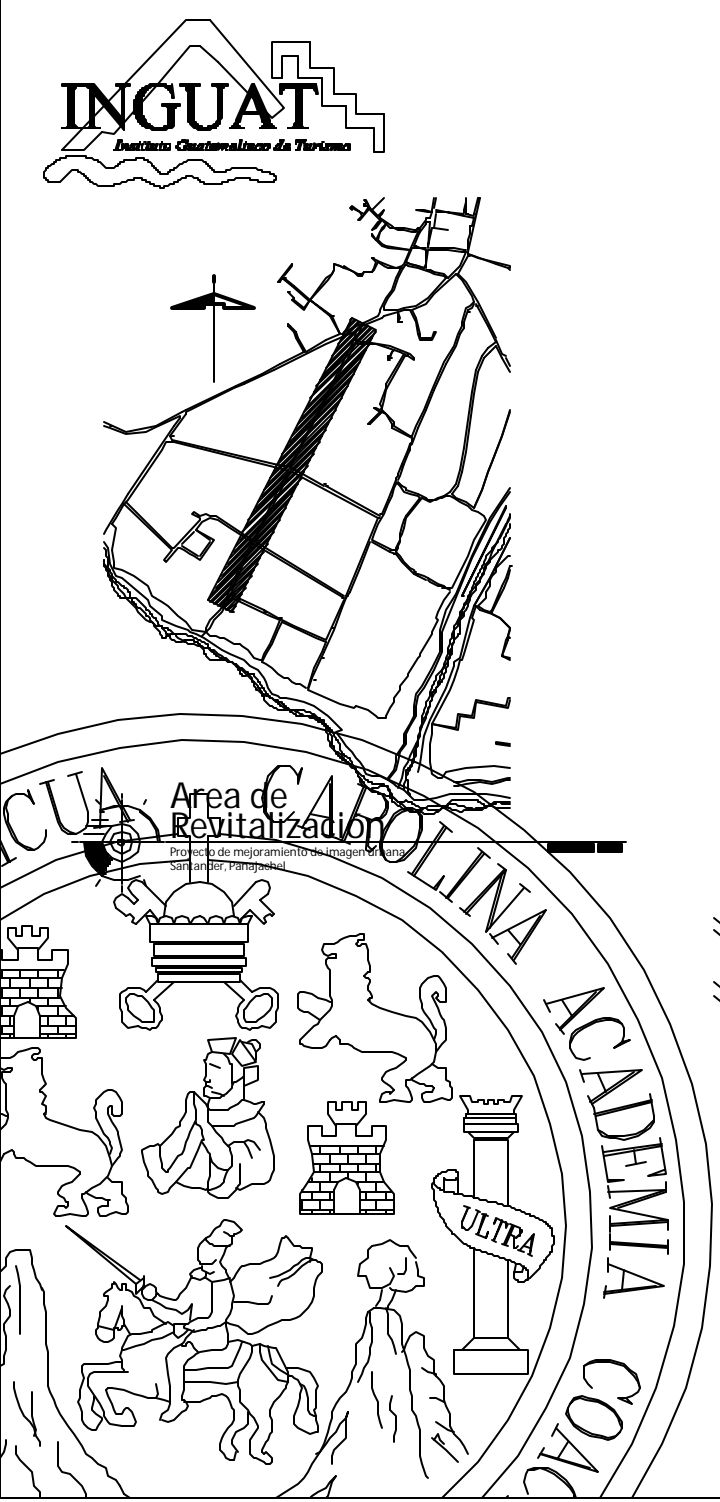 INGUAT
Instituto Guatemalteco de Turismo
Area de
Revitalización
Proyecto de mejoramiento de imagen urbana
Santander, Panajachel
CAROLINA ACADEMIA COAC
ULTRA